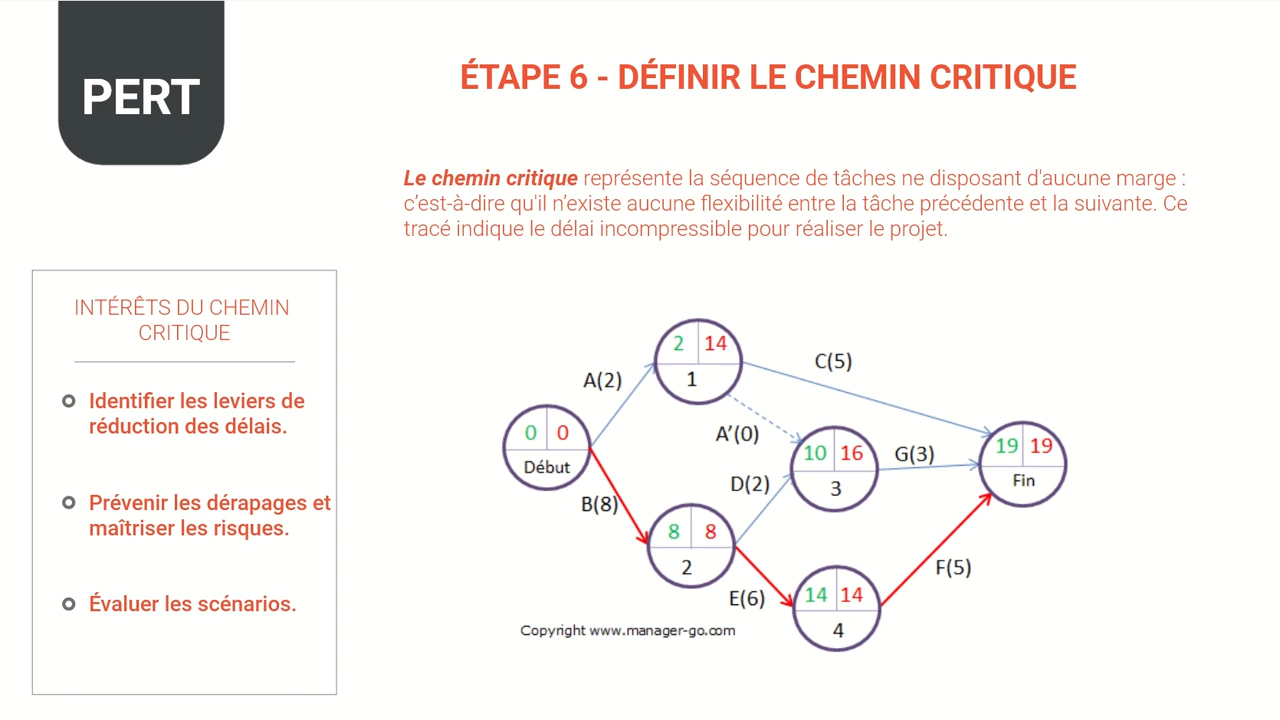 PERT
ÉTAPE 6 - DÉFINIR LE CHEMIN CRITIQUE
Le chemin critique représente la séquence de tâches ne disposant d'aucune marge :
c’est-à-dire qu'il n’existe aucune flexibilité entre la tâche précédente et la suivante. Ce
tracé indique le délai incompressible pour réaliser le projet.
INTÉRÊTS DU CHEMIN
CRITIQUE
Identifier les leviers de
réduction des délais.
Prévenir les dérapages et
maîtriser les risques.
Évaluer les scénarios.
2 14
1
C(5)
A(2)
A’(0)
0 0
Début
10 16
3
G(3)
19 19
Fin
D(2)
B(8)
8 8
2
E(6)
14 14
4
F(5)
Copyright www.manager-go.com